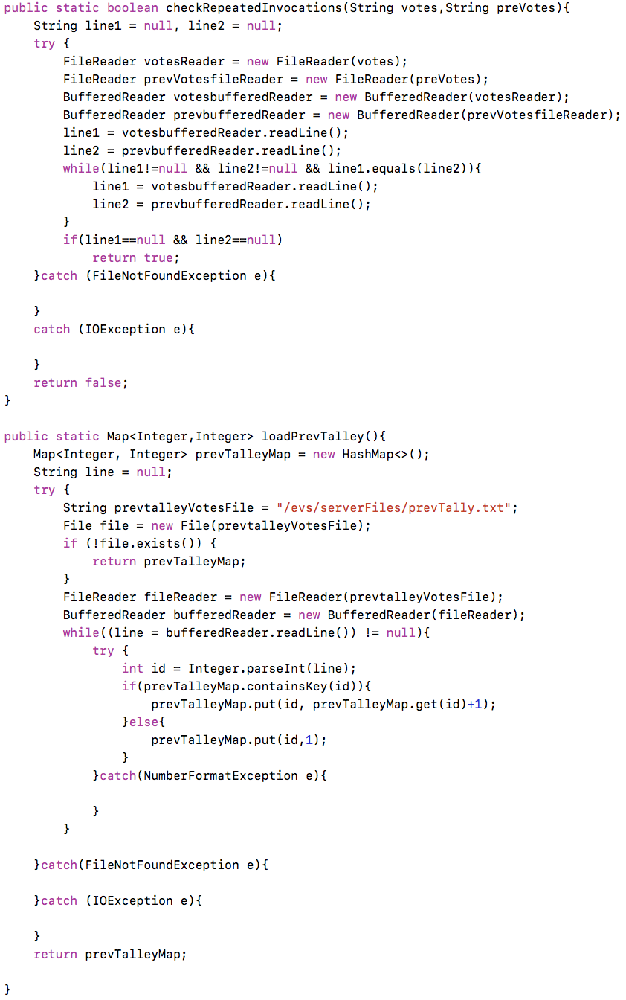 public static boolean checkRepeatedInvocations(String votes,String preVotes){
    String line1 = null, line2 = null;
    try {
        FileReader votesReader = new FileReader(votes);
        FileReader prevVotesfileReader = new FileReader(preVotes);
        BufferedReader votesbufferedReader = new BufferedReader(votesReader);
        BufferedReader prevbufferedReader = new BufferedReader(prevVotesfileReader);
        line1 = votesbufferedReader.readLine();
        line2 = prevbufferedReader.readLine();
        while(line1!=null && line2!=null && line1.equals(line2)){
            line1 = votesbufferedReader.readLine();
            line2 = prevbufferedReader.readLine();
        }
        if(line1==null && line2==null)
            return true;
    }catch (FileNotFoundException e){

    }
    catch (IOException e){

    }
    return false;
}

public static Map<Integer,Integer> loadPrevTalley(){
    Map<Integer, Integer> prevTalleyMap = new HashMap<>();
    String line = null;
    try {
        String prevtalleyVotesFile = "/evs/serverFiles/prevTally.txt";
        File file = new File(prevtalleyVotesFile);
        if (!file.exists()) {
            return prevTalleyMap;
        }
        FileReader fileReader = new FileReader(prevtalleyVotesFile);
        BufferedReader bufferedReader = new BufferedReader(fileReader);
        while((line = bufferedReader.readLine()) != null){
            try {
                int id = Integer.parseInt(line);
                if(prevTalleyMap.containsKey(id)){
                    prevTalleyMap.put(id, prevTalleyMap.get(id)+1);
                }else{
                    prevTalleyMap.put(id,1);
                }
            }catch(NumberFormatException e){

            }
        }

    }catch(FileNotFoundException e){

    }catch (IOException e){

    }
    return prevTalleyMap;

}